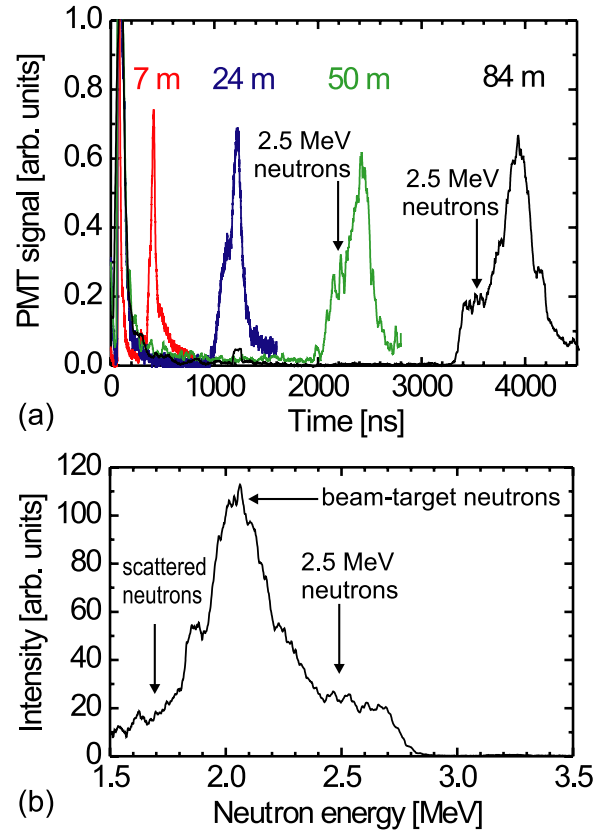 1.0
0.8
0.6
0.4
0.2
0.0
PMT signal [arb. units]
7 m 24 m 50 m 84 m
2.5 MeV
neutrons
2.5 MeV
neutrons
0 1000 2000 3000 4000
Time [ns]
(a)
120
100
80
60
40
20
0
Intensity [arb. units]
beam-target neutrons
scattered
neutrons
2.5 MeV
neutrons
1.5 2.0 2.5 3.0 3.5
Neutron energy [MeV]
(b)